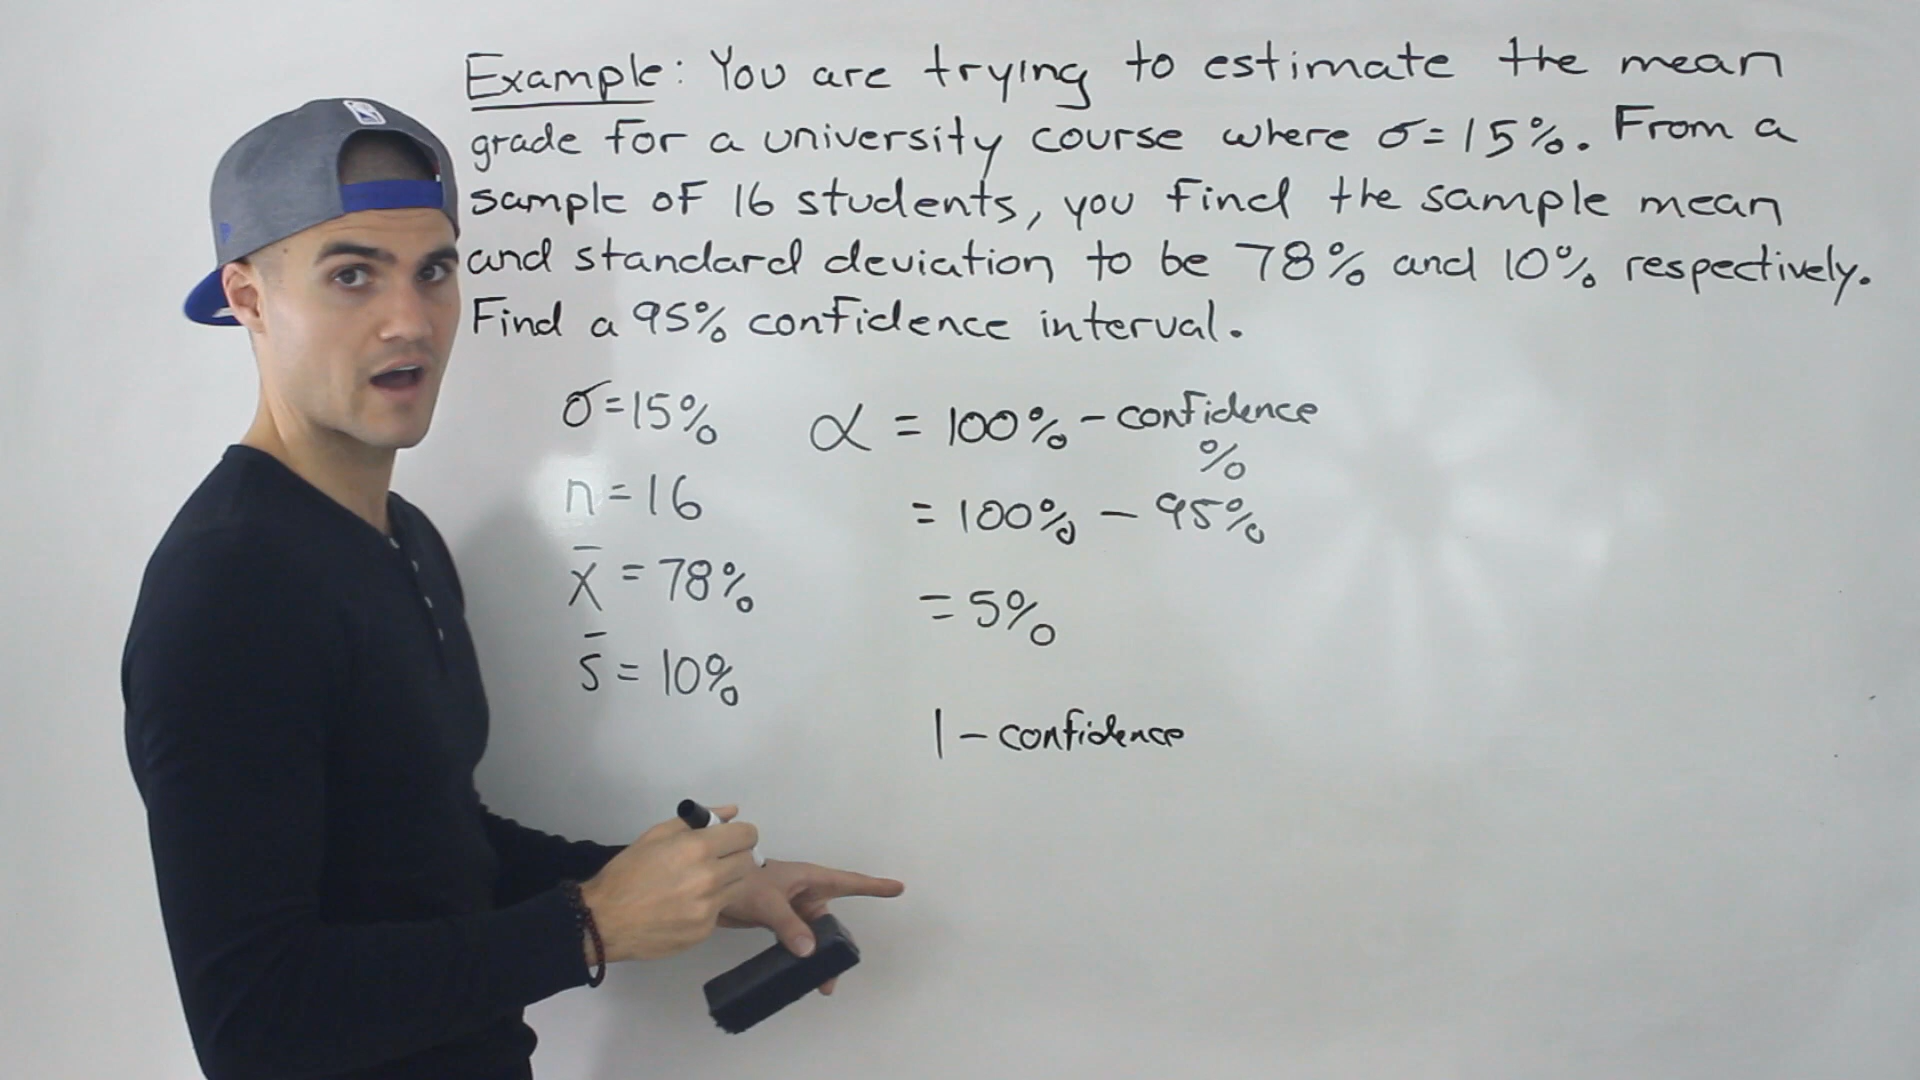 Example: You are trying to estimate the mean
grade for a university course where σ=15%. From a
sample of 16 students, you find the sample mean
and standard deviation to be 78% and 10% respectively.
Find a 95% confidence interval.
σ=15%
n=16
x̄=78%
s̄=10%
α = 100% - confidence
%
= 100% - 95%
= 5%
1 - confidence